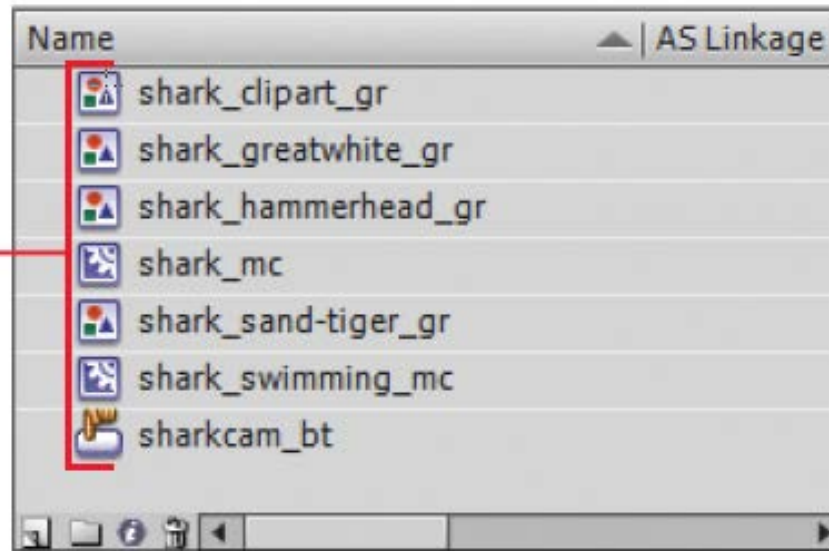 Name AS Linkage
shark_clipart_gr
shark_greatwhite_gr
shark_hammerhead_gr
shark_mc
shark_sand-tiger_gr
shark_swimming_mc
sharkcam_bt